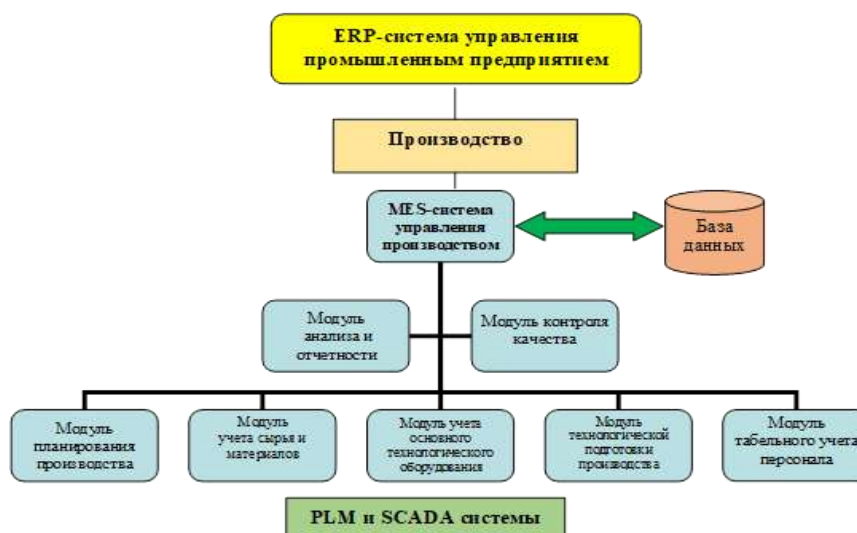 ERP-система управления
промышленным предприятием
Производство
MES-система
управления
производством
База
данных
Модуль
анализа и
отчетности
Модуль контроля
качества
Модуль
планирования
производства
Модуль
учета сырья и
материалов
Модуль учета
основного
технологического
оборудования
Модуль
технологической
подготовки
производства
Модуль
табельного учета
персонала
PLM и SCADA системы